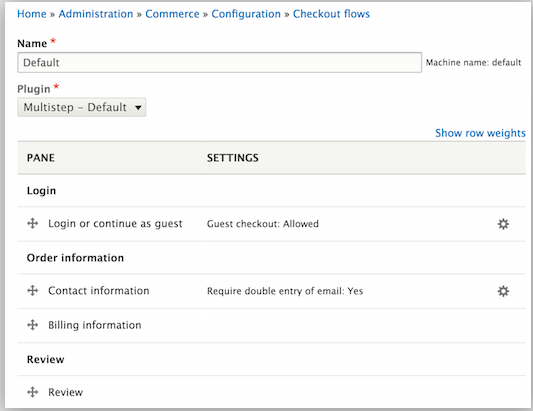 Home » Administration » Commerce » Configuration » Checkout flows
Name *
Default Machine name: default
Plugin *
Multistep – Default
Show row weights
PANE SETTINGS
Login
Login or continue as guest Guest checkout: Allowed
Order information
Contact information Require double entry of email: Yes
Billing information
Review
Review